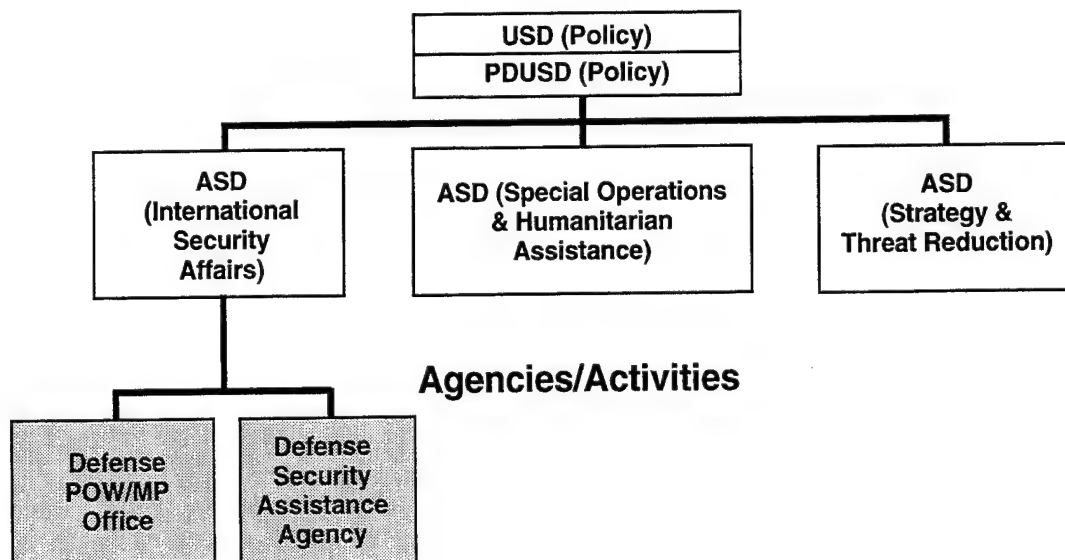 USD (Policy)
PDUSD (Policy)
ASD
(International
Security
Affairs)
ASD (Special Operations
& Humanitarian
Assistance)
ASD
(Strategy &
Threat Reduction)
Agencies/Activities
Defense
POW/MP
Office
Defense
Security
Assistance
Agency